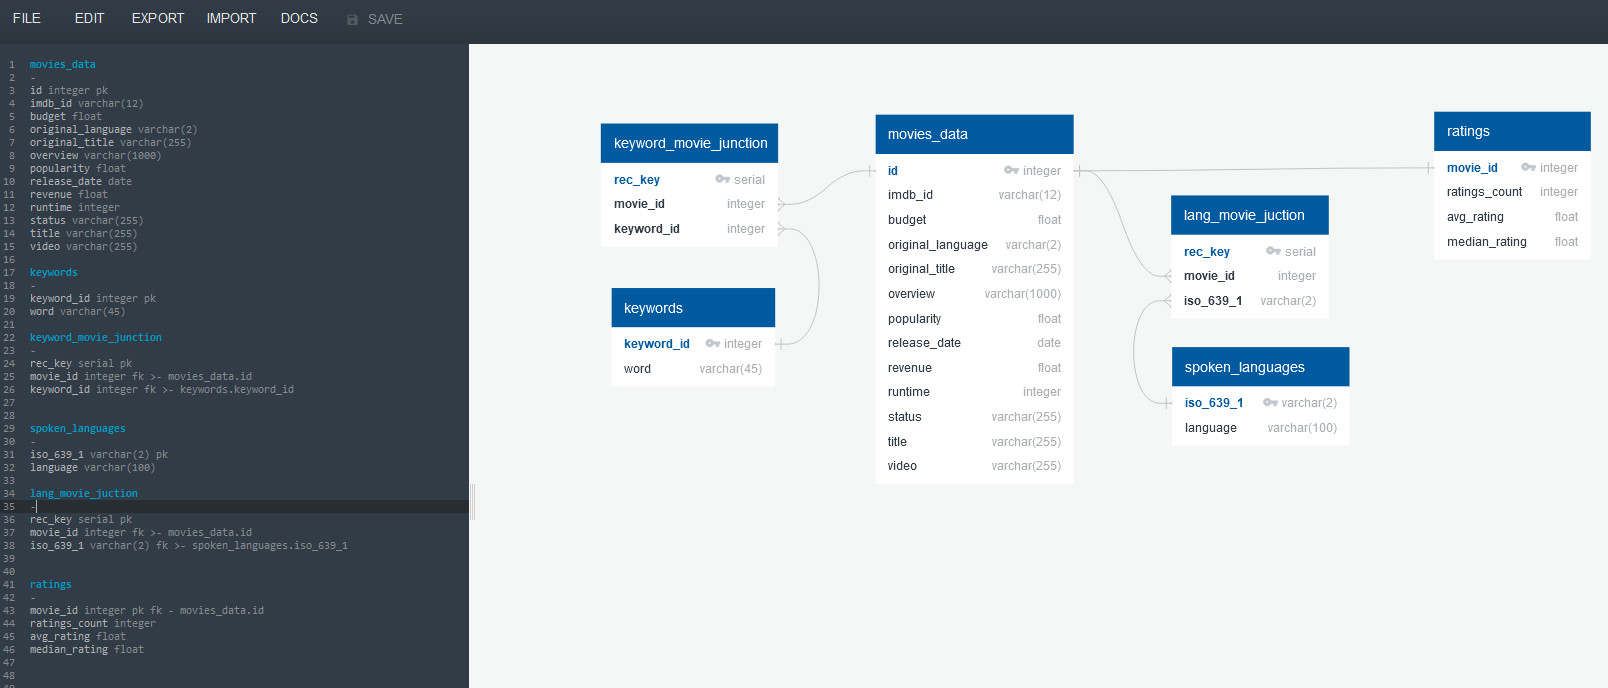 FILE EDIT EXPORT IMPORT DOCS SAVE
1 movies_data
2 -
3 id integer pk
4 imdb_id varchar(12)
5 budget float
6 original_language varchar(2)
7 original_title varchar(255)
8 overview varchar(1000)
9 popularity float
10 release_date date
11 revenue float
12 runtime integer
13 status varchar(255)
14 title varchar(255)
15 video varchar(255)
16
17 keywords
18 -
19 keyword_id integer pk
20 word varchar(45)
21
22 keyword_movie_junction
23 -
24 rec_key serial pk
25 movie_id integer fk >- movies_data.id
26 keyword_id integer fk >- keywords.keyword_id
27
28
29 spoken_languages
30 -
31 iso_639_1 varchar(2) pk
32 language varchar(100)
33
34 lang_movie_juction
35 -
36 rec_key serial pk
37 movie_id integer fk >- movies_data.id
38 iso_639_1 varchar(2) fk >- spoken_languages.iso_639_1
39
40
41 ratings
42 -
43 movie_id integer pk fk - movies_data.id
44 ratings_count integer
45 avg_rating float
46 median_rating float
47
48
49
keyword_movie_junction
rec_key serial
movie_id integer
keyword_id integer
keywords
keyword_id integer
word varchar(45)
movies_data
id integer
imdb_id varchar(12)
budget float
original_language varchar(2)
original_title varchar(255)
overview varchar(1000)
popularity float
release_date date
revenue float
runtime integer
status varchar(255)
title varchar(255)
video varchar(255)
lang_movie_juction
rec_key serial
movie_id integer
iso_639_1 varchar(2)
spoken_languages
iso_639_1 varchar(2)
language varchar(100)
ratings
movie_id integer
ratings_count integer
avg_rating float
median_rating float